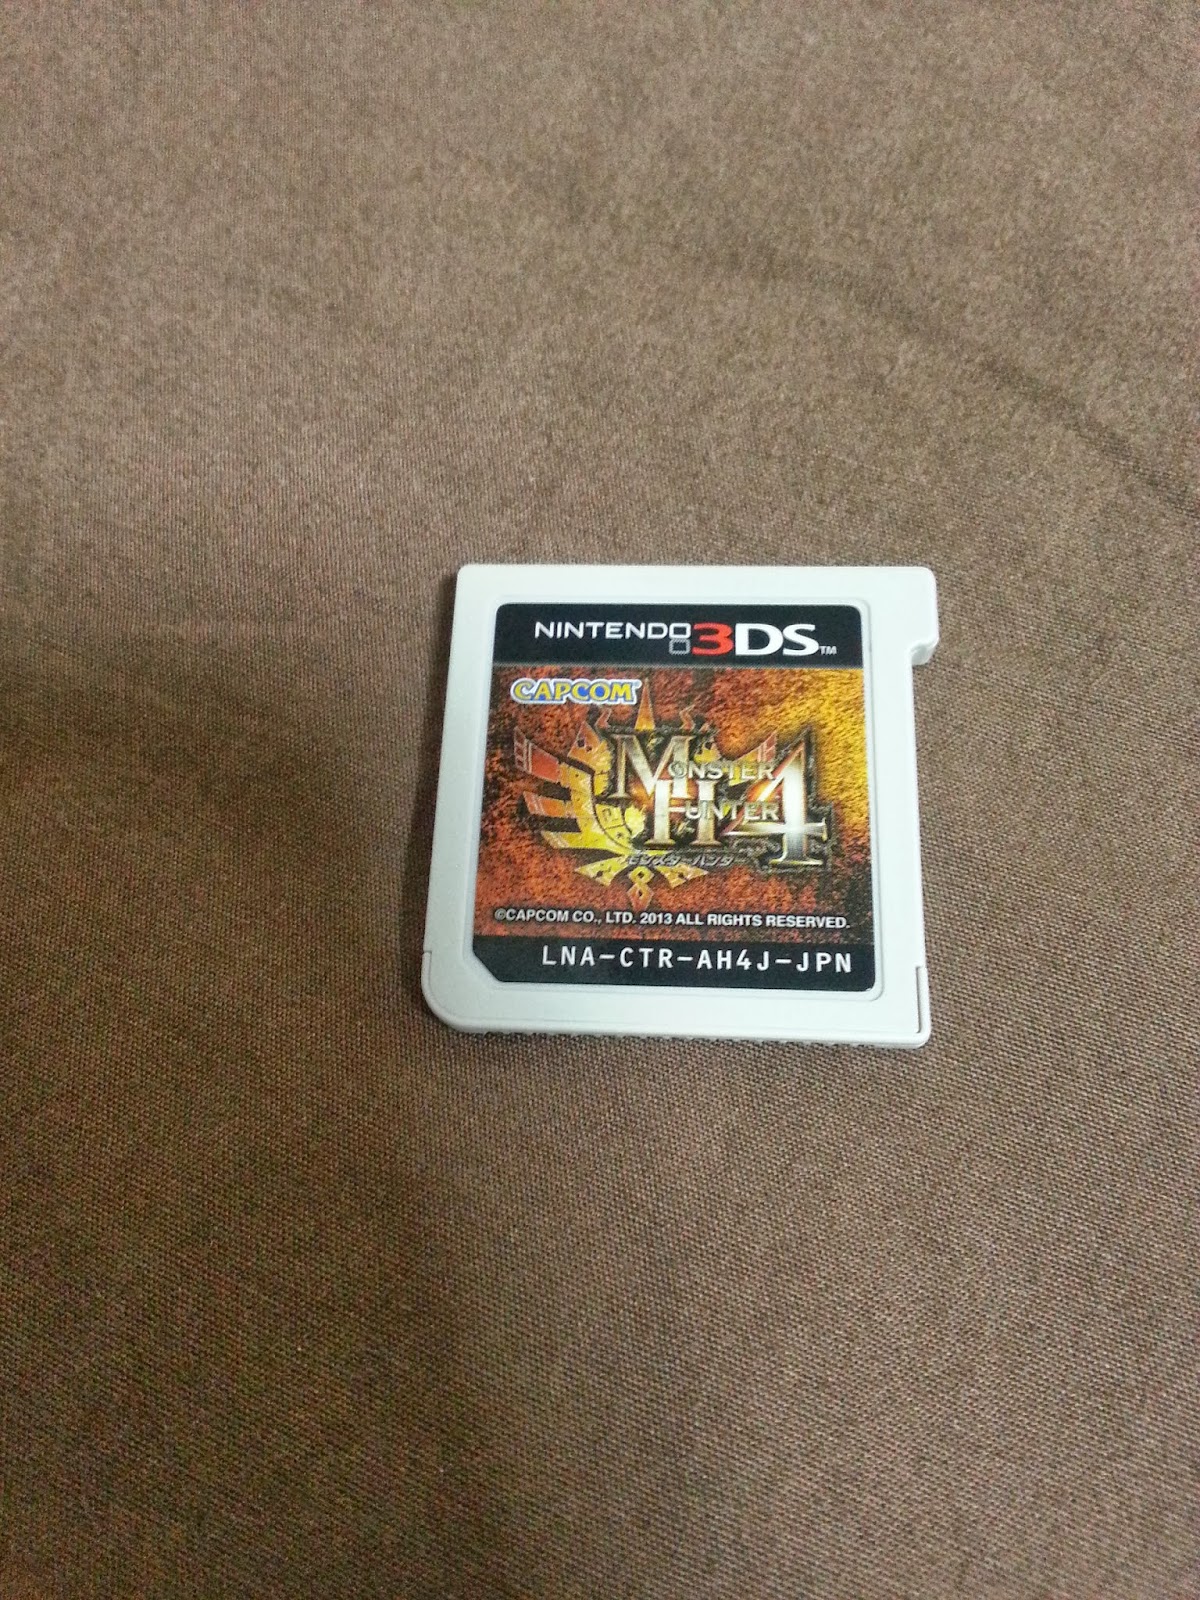 NINTENDO 3DS™
CAPCOM®
MONSTER
HUNTER 4
モンスターハンター
©CAPCOM CO., LTD. 2013 ALL RIGHTS RESERVED.
LNA-CTR-AH4J-JPN